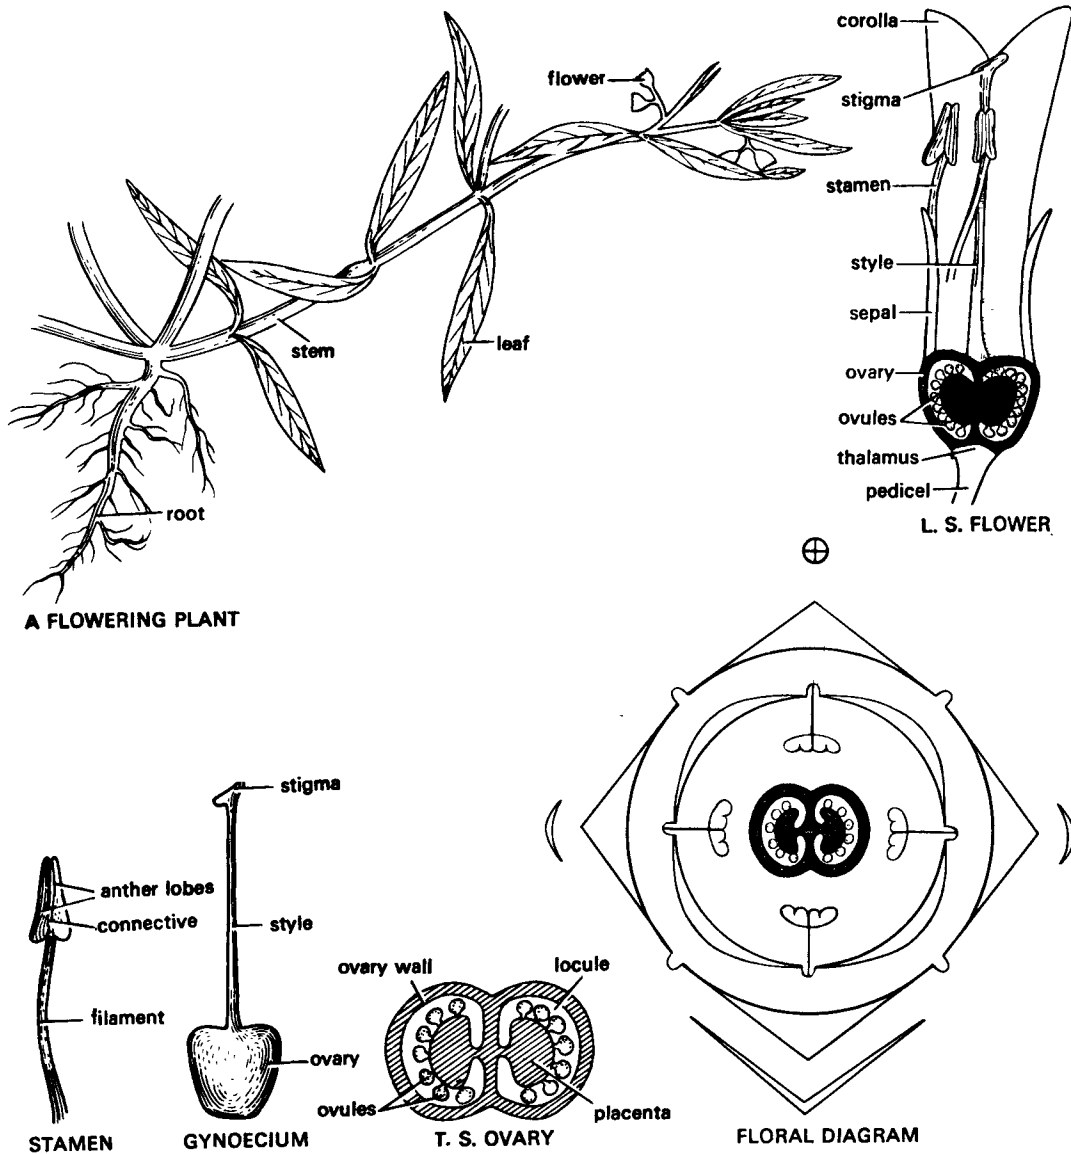 flower
stem
leaf
root
A FLOWERING PLANT
corolla
stigma
stamen
style
sepal
ovary
ovules
thalamus
pedicel
L. S. FLOWER
anther lobes
connective
filament
STAMEN
stigma
style
ovary
GYNOECIUM
ovary wall
locule
ovules
placenta
T. S. OVARY
FLORAL DIAGRAM